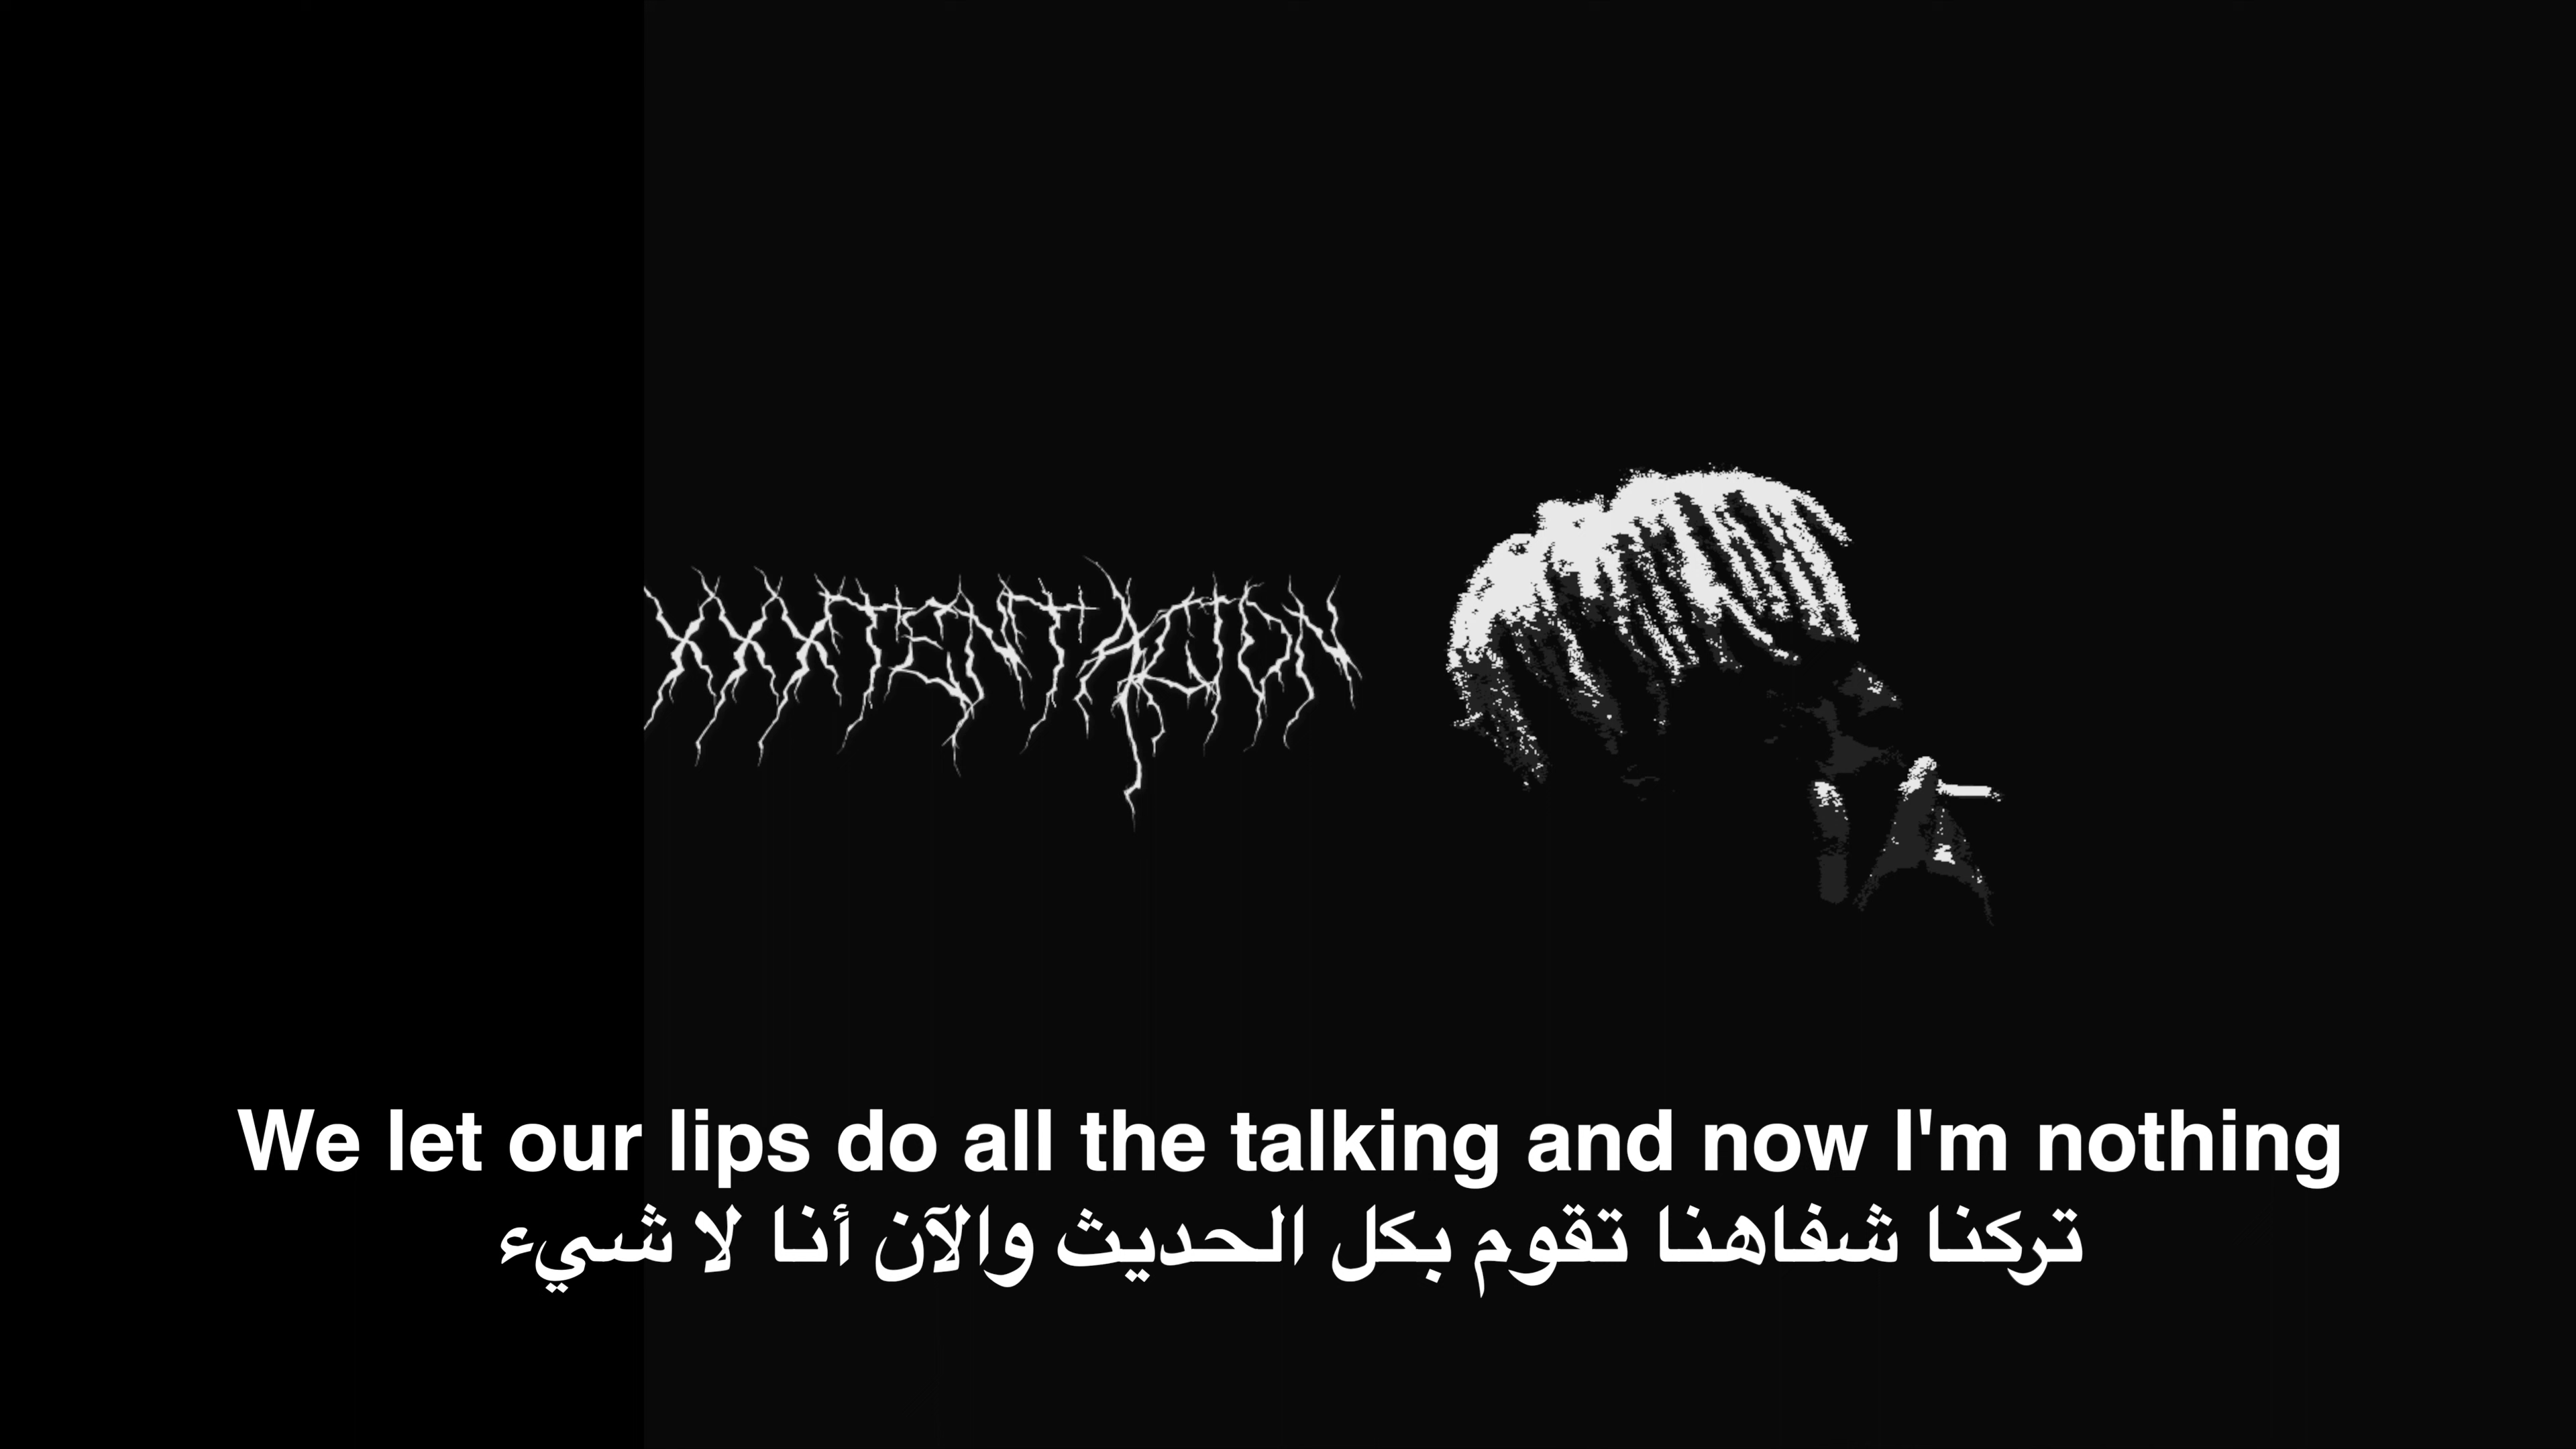 XXXTENTACION
We let our lips do all the talking and now I'm nothing
تركنا شفاهنا تقوم بكل الحديث والآن أنا لا شيء